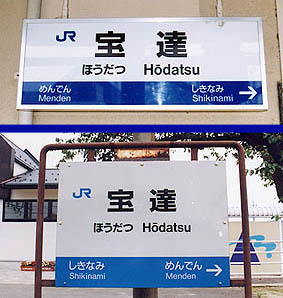 JR 宝達
ほうだつ Hōdatsu
めんでん しきなみ
Menden Shikinami →
JR 宝達
ほうだつ Hōdatsu
しきなみ めんでん
Shikinami Menden →